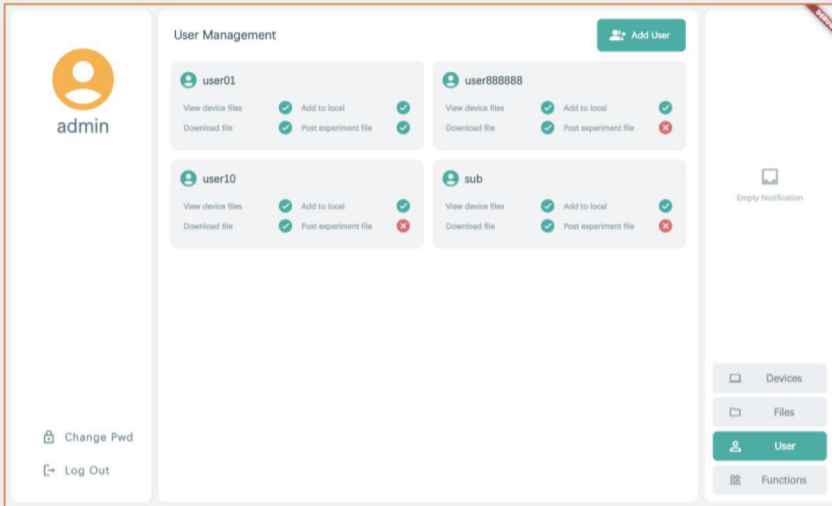 admin
Change Pwd
Log Out
User Management
Add User
user01
View device files
Add to local
Download file
Post experiment file
user888888
View device files
Add to local
Download file
Post experiment file
user10
View device files
Add to local
Download file
Post experiment file
sub
View device files
Add to local
Download file
Post experiment file
DEBUG
Empty Notification
Devices
Files
User
Functions